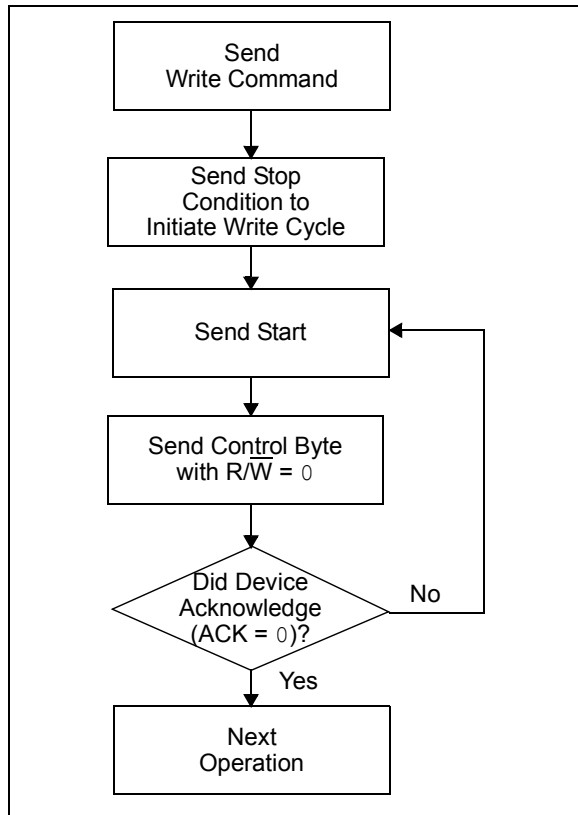 Send
Write Command
Send Stop
Condition to
Initiate Write Cycle
Send Start
Send Control Byte
with R/W̅ = 0
Did Device
Acknowledge
(ACK = 0)?
No
Yes
Next
Operation